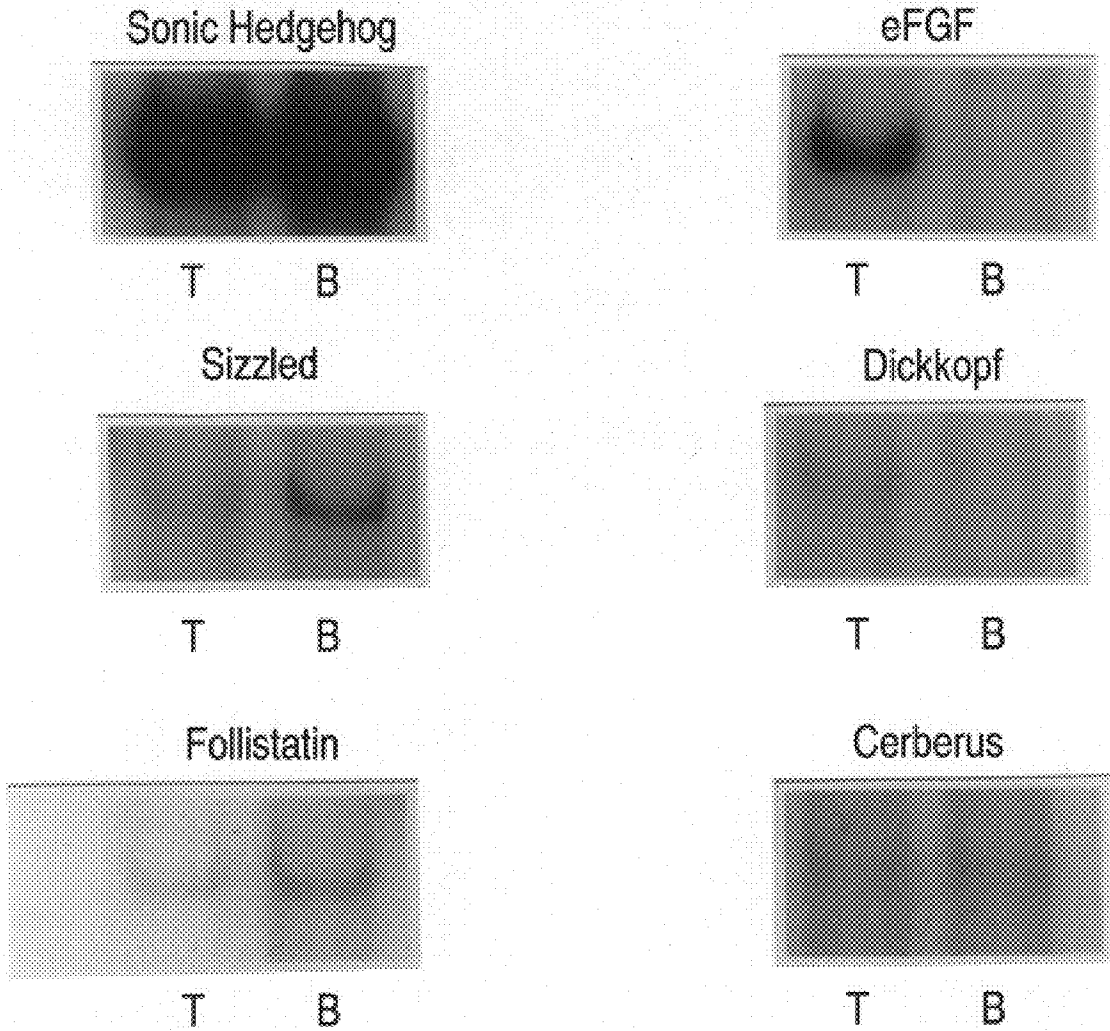 Sonic Hedgehog
eFGF
T B
T B
Sizzled
Dickkopf
T B
T B
Follistatin
Cerberus
T B
T B